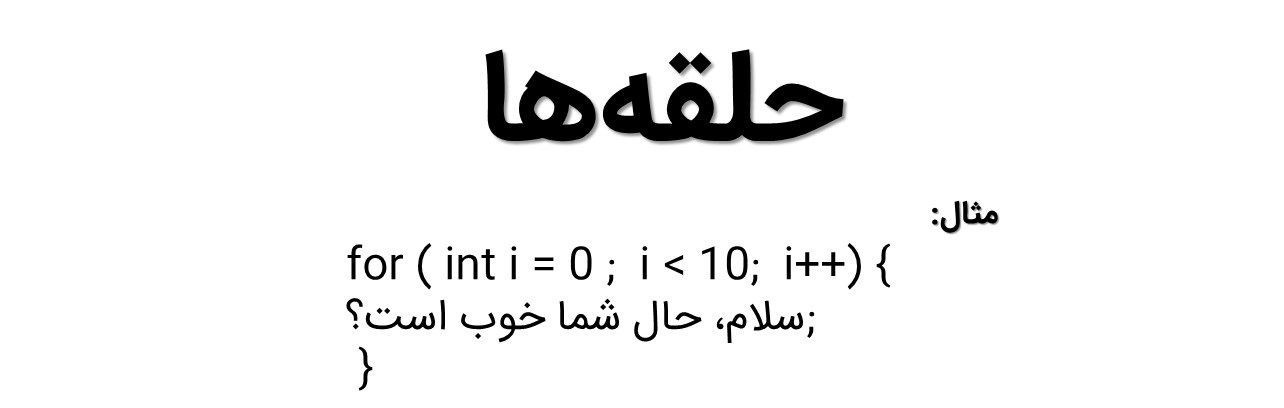 حلقه‌ها
مثال:
for ( int i = 0 ;  i < 10;  i++) {
سلام، حال شما خوب است؟;
}